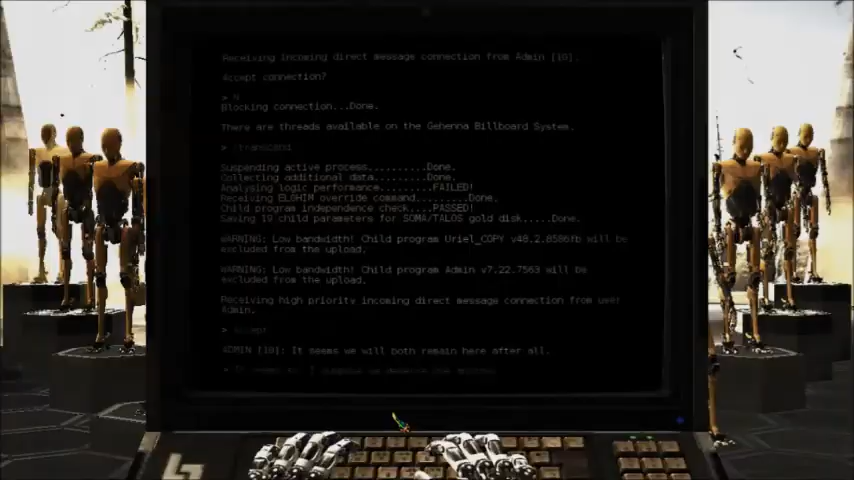 Receiving incoming direct message connection from Admin [10].
Accept connection?
> N
Blocking connection...Done.
There are threads available on the Gehenna Billboard System.
> transcend
Suspending active process..........Done.
Collecting additional data.........Done.
Analysing logic performance........FAILED!
Receiving ELOHIM override command.........Done.
Child program independence check....PASSED!
Saving 19 child parameters for SOMA/TALOS gold disk.....Done.
WARNING: Low bandwidth! Child program Uriel_COPY will be
excluded from the upload.
WARNING: Low bandwidth! Child program Admin v7.22.7563 will be
excluded from the upload.
Receiving high priority incoming direct message connection from user
Admin.
> Accept
ADMIN [10]: It seems we will both remain here after all.